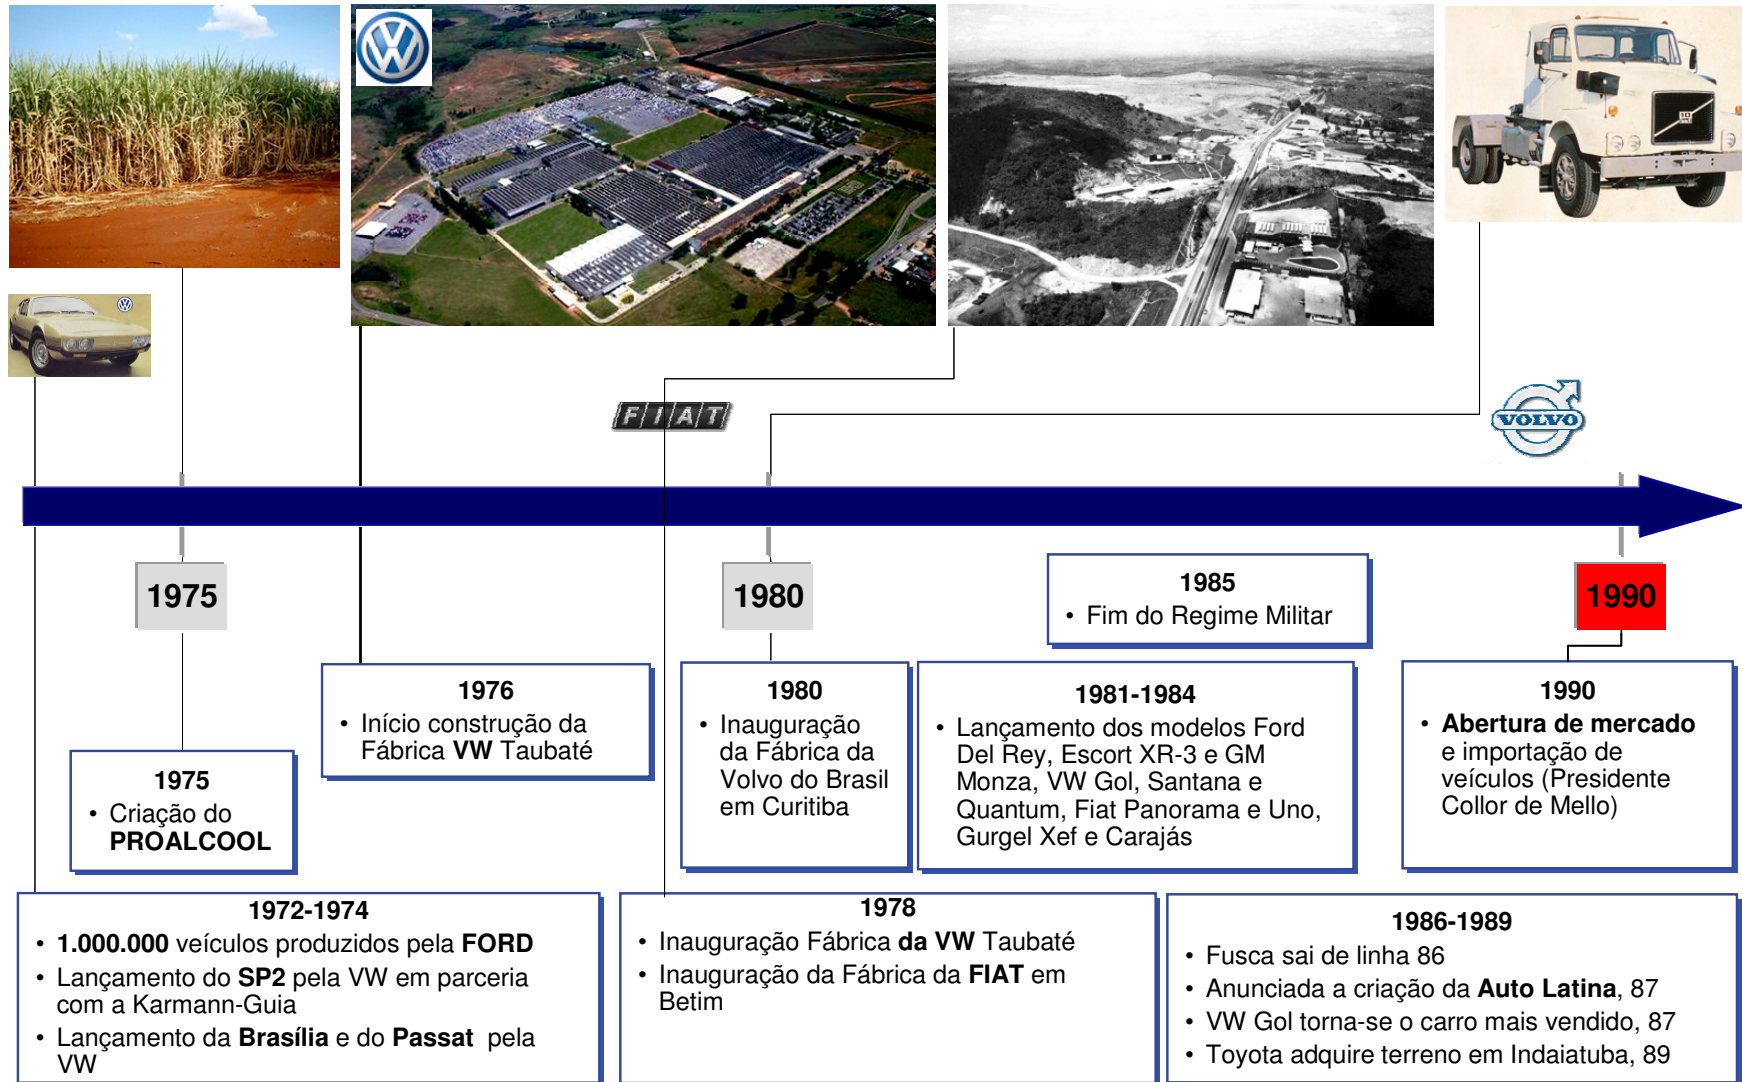 FIAT
VOLVO
1975
1980
1990
1985
• Fim do Regime Militar
1976
• Início construção da
Fábrica VW Taubaté
1980
• Inauguração
da Fábrica da
Volvo do Brasil
em Curitiba
1981-1984
• Lançamento dos modelos Ford
Del Rey, Escort XR-3 e GM
Monza, VW Gol, Santana e
Quantum, Fiat Panorama e Uno,
Gurgel Xef e Carajás
1990
• Abertura de mercado
e importação de
veículos (Presidente
Collor de Mello)
1975
• Criação do
PROALCOOL
1972-1974
• 1.000.000 veículos produzidos pela FORD
• Lançamento do SP2 pela VW em parceria
com a Karmann-Guia
• Lançamento da Brasília e do Passat pela
VW
1978
• Inauguração Fábrica da VW Taubaté
• Inauguração da Fábrica da FIAT em
Betim
1986-1989
• Fusca sai de linha 86
• Anunciada a criação da Auto Latina, 87
• VW Gol torna-se o carro mais vendido, 87
• Toyota adquire terreno em Indaiatuba, 89